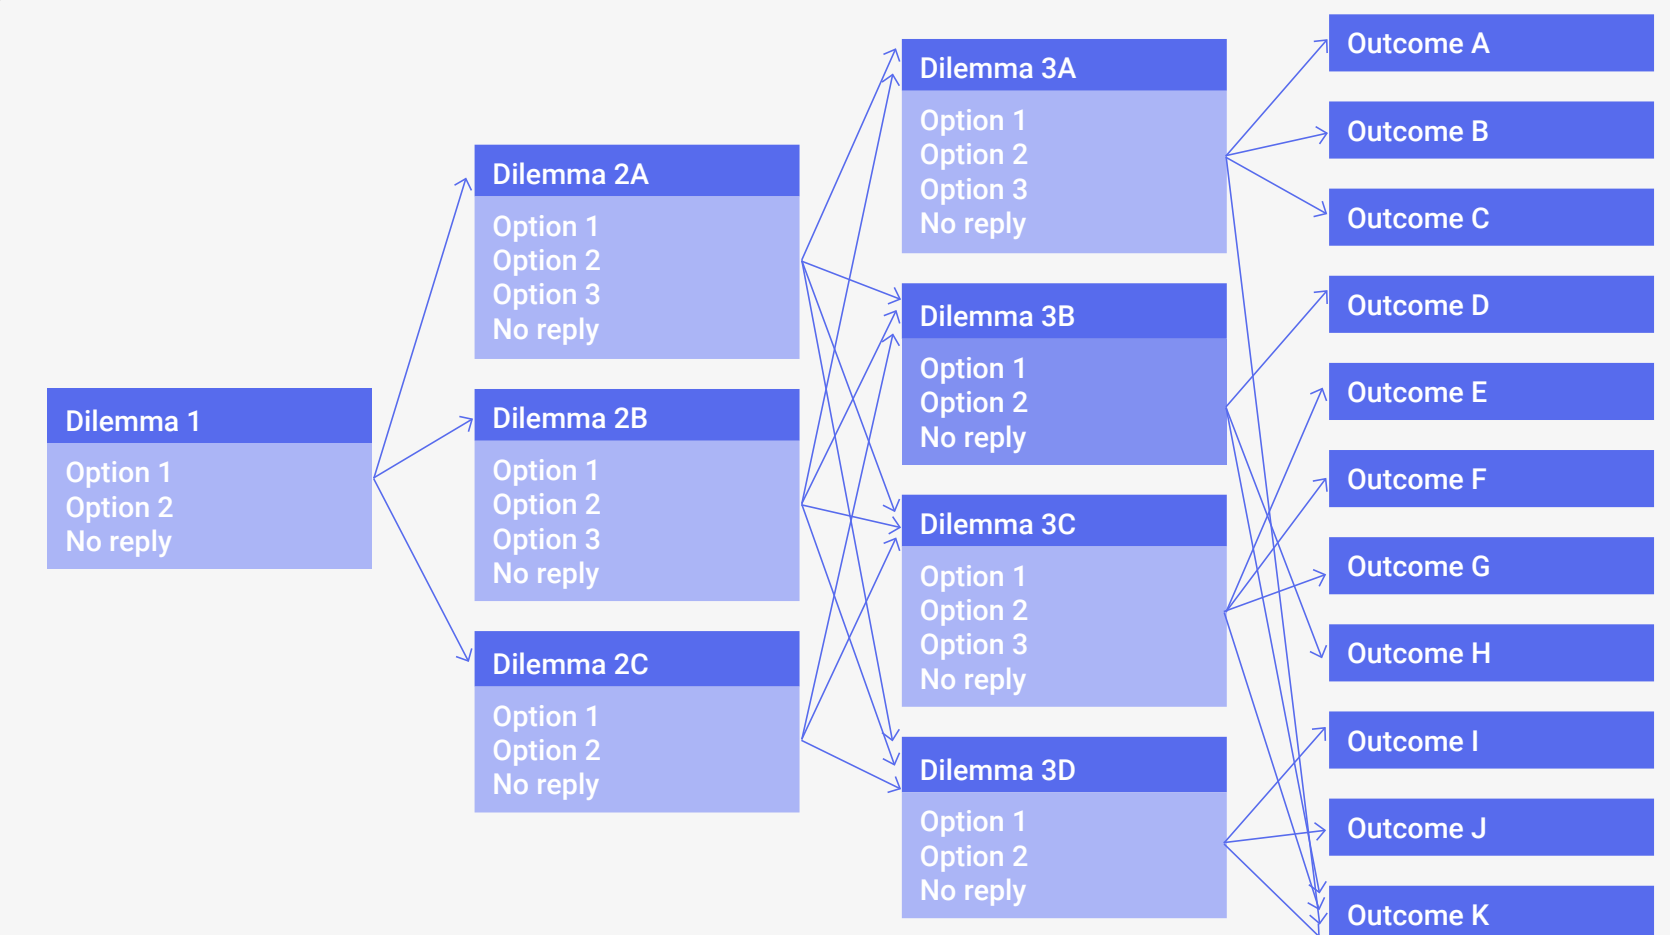 Dilemma 1
Option 1
Option 2
No reply
Dilemma 2A
Option 1
Option 2
Option 3
No reply
Dilemma 2B
Option 1
Option 2
Option 3
No reply
Dilemma 2C
Option 1
Option 2
No reply
Dilemma 3A
Option 1
Option 2
Option 3
No reply
Dilemma 3B
Option 1
Option 2
No reply
Dilemma 3C
Option 1
Option 2
Option 3
No reply
Dilemma 3D
Option 1
Option 2
No reply
Outcome A
Outcome B
Outcome C
Outcome D
Outcome E
Outcome F
Outcome G
Outcome H
Outcome I
Outcome J
Outcome K